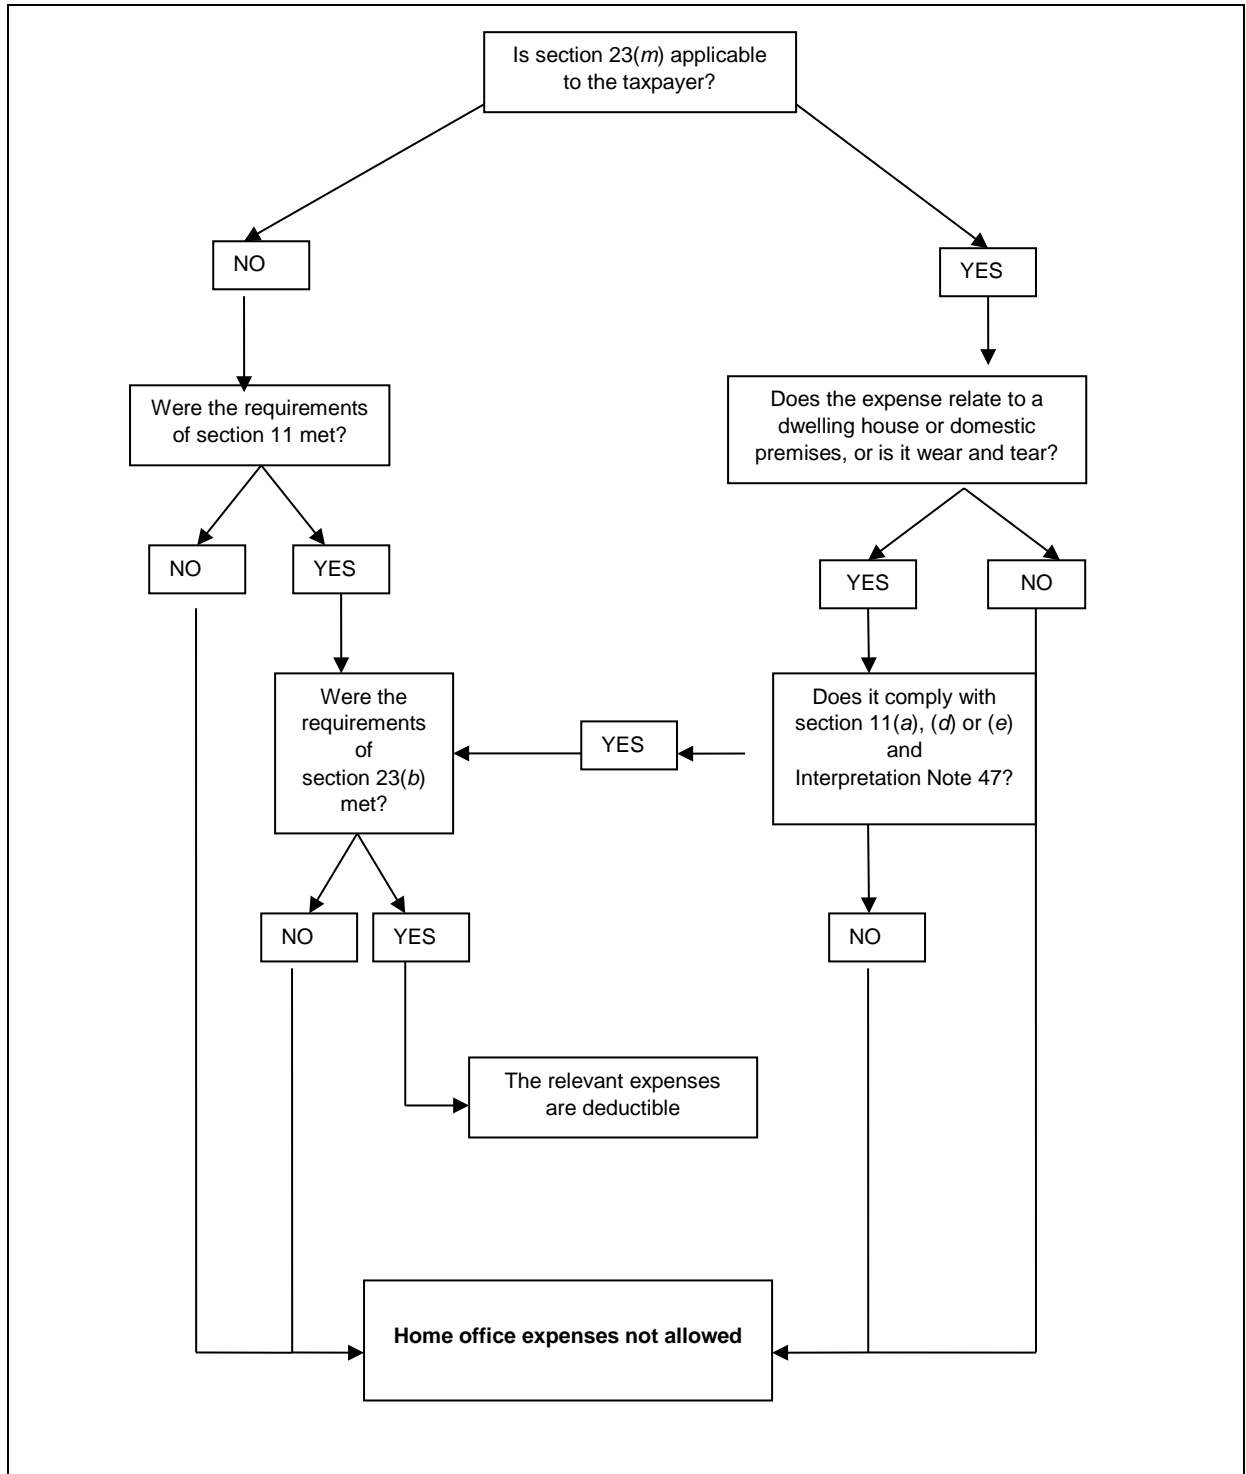 Is section 23(m) applicable
to the taxpayer?
NO
YES
Were the requirements
of section 11 met?
Does the expense relate to a
dwelling house or domestic
premises, or is it wear and tear?
NO
YES
YES
NO
Were the
requirements
of
section 23(b)
met?
YES
Does it comply with
section 11(a), (d) or (e)
and
Interpretation Note 47?
NO
YES
NO
The relevant expenses
are deductible
Home office expenses not allowed